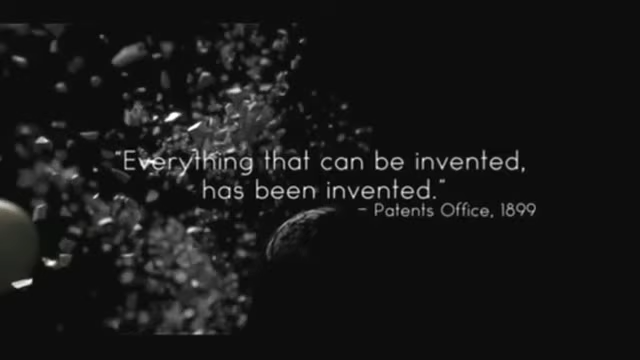 "Everything that can be invented,
has been invented."
- Patents Office, 1899